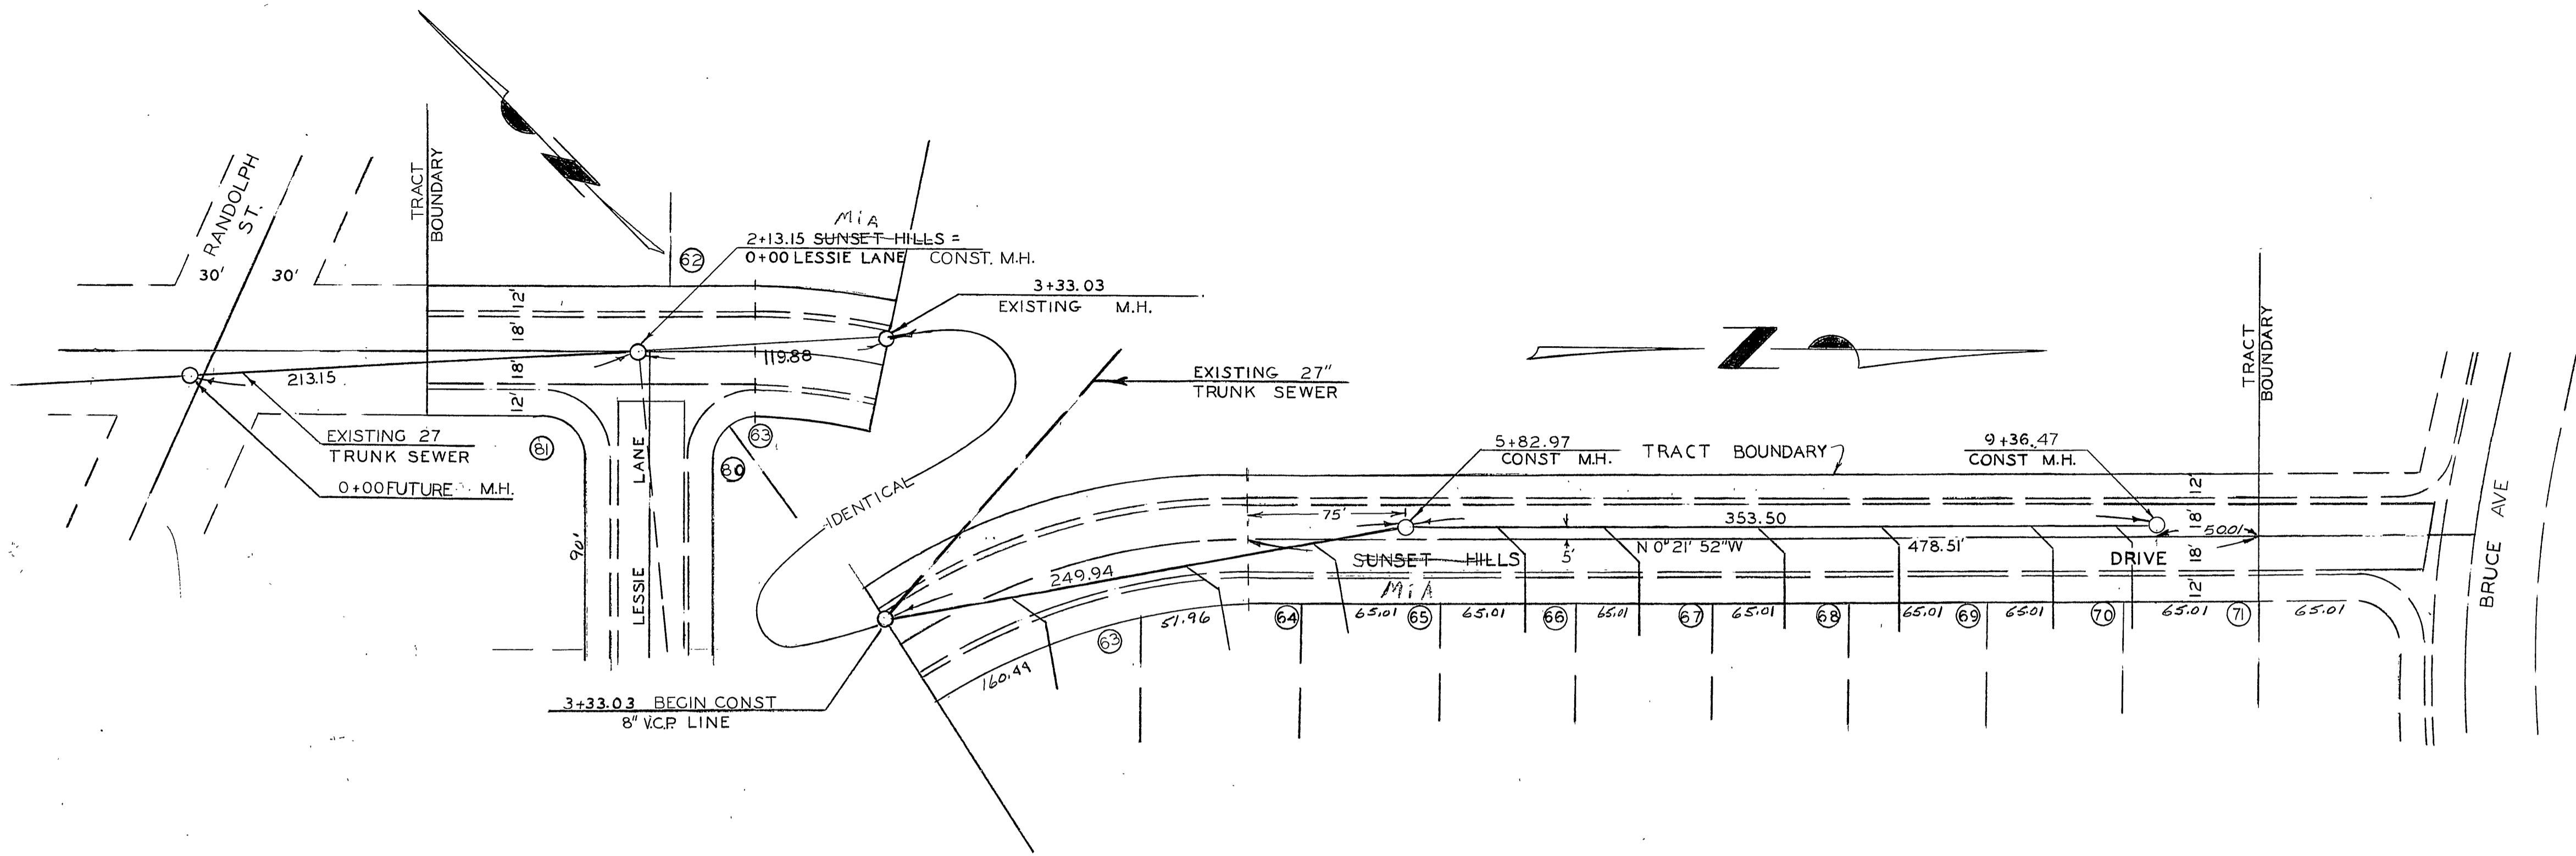 RANDOLPH
ST.
30'
30'
TRACT
BOUNDARY
62
MiA
2+13.15 SUNSET HILLS =
0+00 LESSIE LANE CONST. M.H.
3+33.03
EXISTING M.H.
12'
18'
18'
12'
213.15
119.88
EXISTING 27
TRUNK SEWER
0+00 FUTURE M.H.
81
LESSIE LANE
90'
80
63
IDENTICAL
EXISTING 27"
TRUNK SEWER
3+33.03 BEGIN CONST
8" V.C.P. LINE
249.94
160.44
63
51.96
75'
5+82.97
CONST M.H.
TRACT BOUNDARY
9+36.47
CONST M.H.
353.50
5'
N 0° 21' 52" W
478.51'
SUNSET HILLS
MiA
DRIVE
12'
18'
18'
12'
50.01
TRACT
BOUNDARY
64
65.01
65
65.01
66
65.01
67
65.01
68
65.01
69
65.01
70
65.01
71
65.01
BRUCE AVE